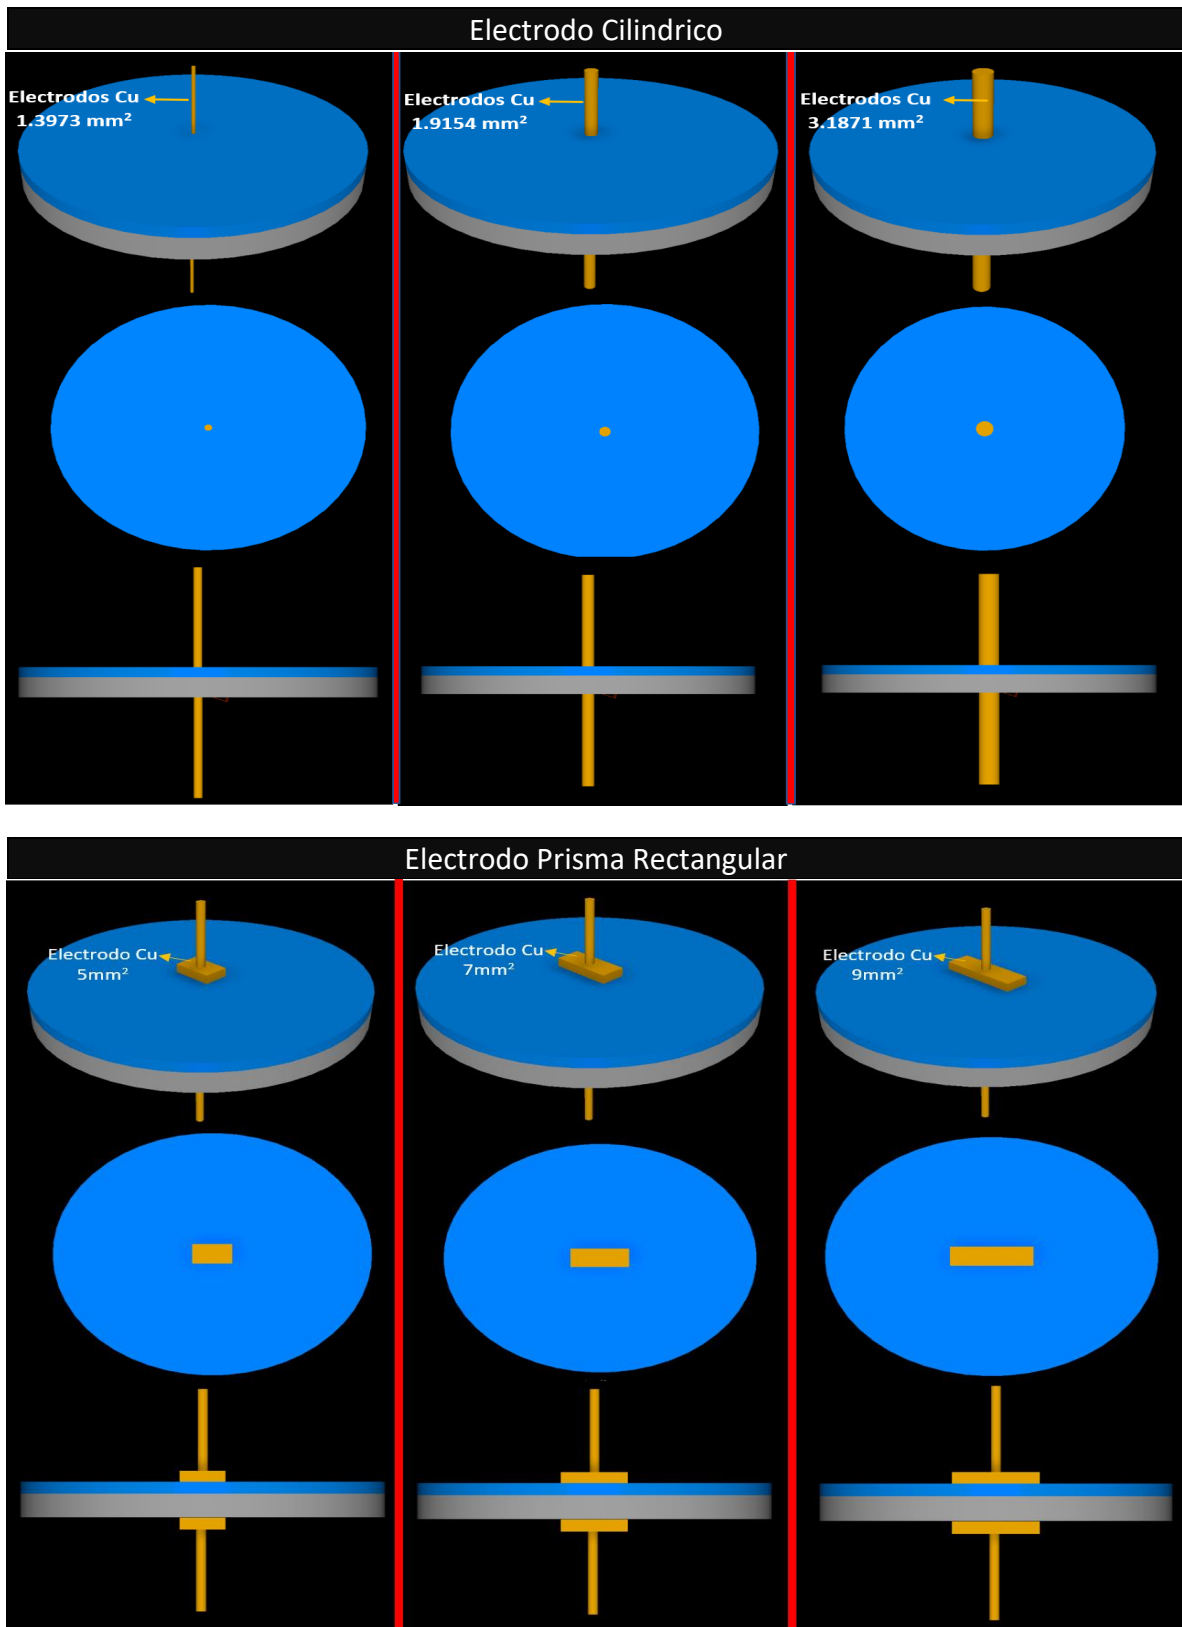 Electrodo Cilindrico
Electrodos Cu
1.3973 mm²
Electrodos Cu
1.9154 mm²
Electrodos Cu
3.1871 mm²
Electrodo Prisma Rectangular
Electrodo Cu
5mm²
Electrodo Cu
7mm²
Electrodo Cu
9mm²